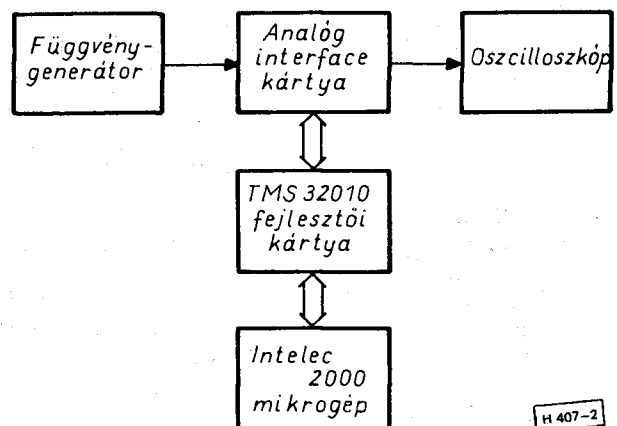 Függvény-
generátor
Analóg
interface
kártya
Oszcilloszkóp
TMS 32010
fejlesztői
kártya
Intelec
2000
mikrogép
H 407-2